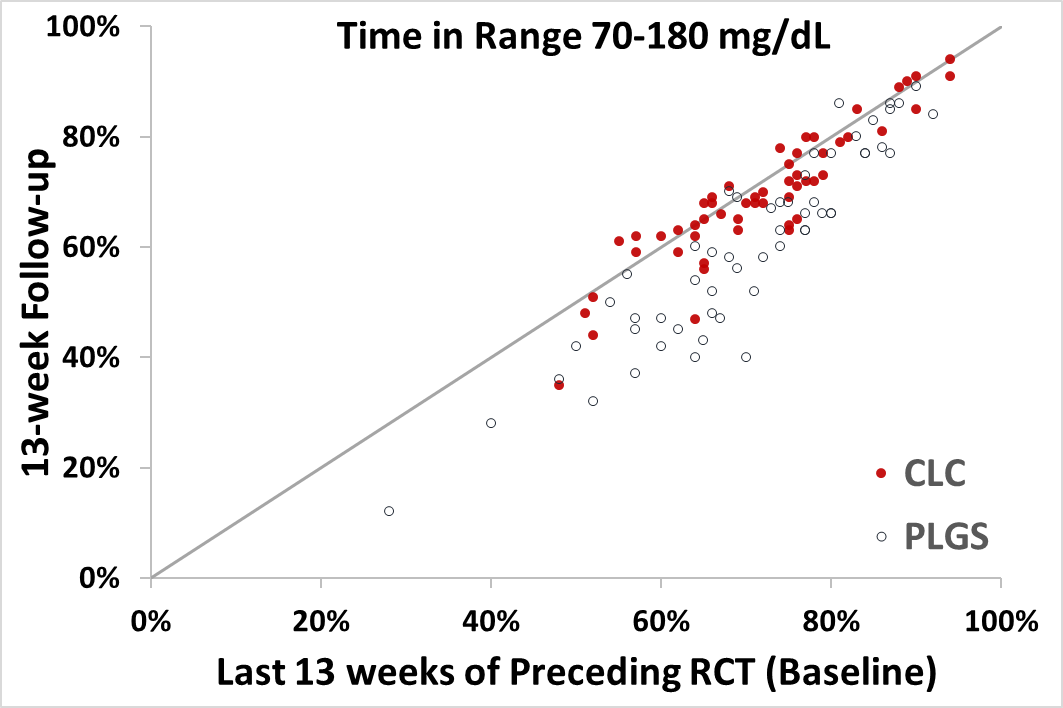 Time in Range 70-180 mg/dL
100%
80%
60%
40%
20%
0%
13-week Follow-up
CLC
PLGS
0%
20%
40%
60%
80%
100%
Last 13 weeks of Preceding RCT (Baseline)